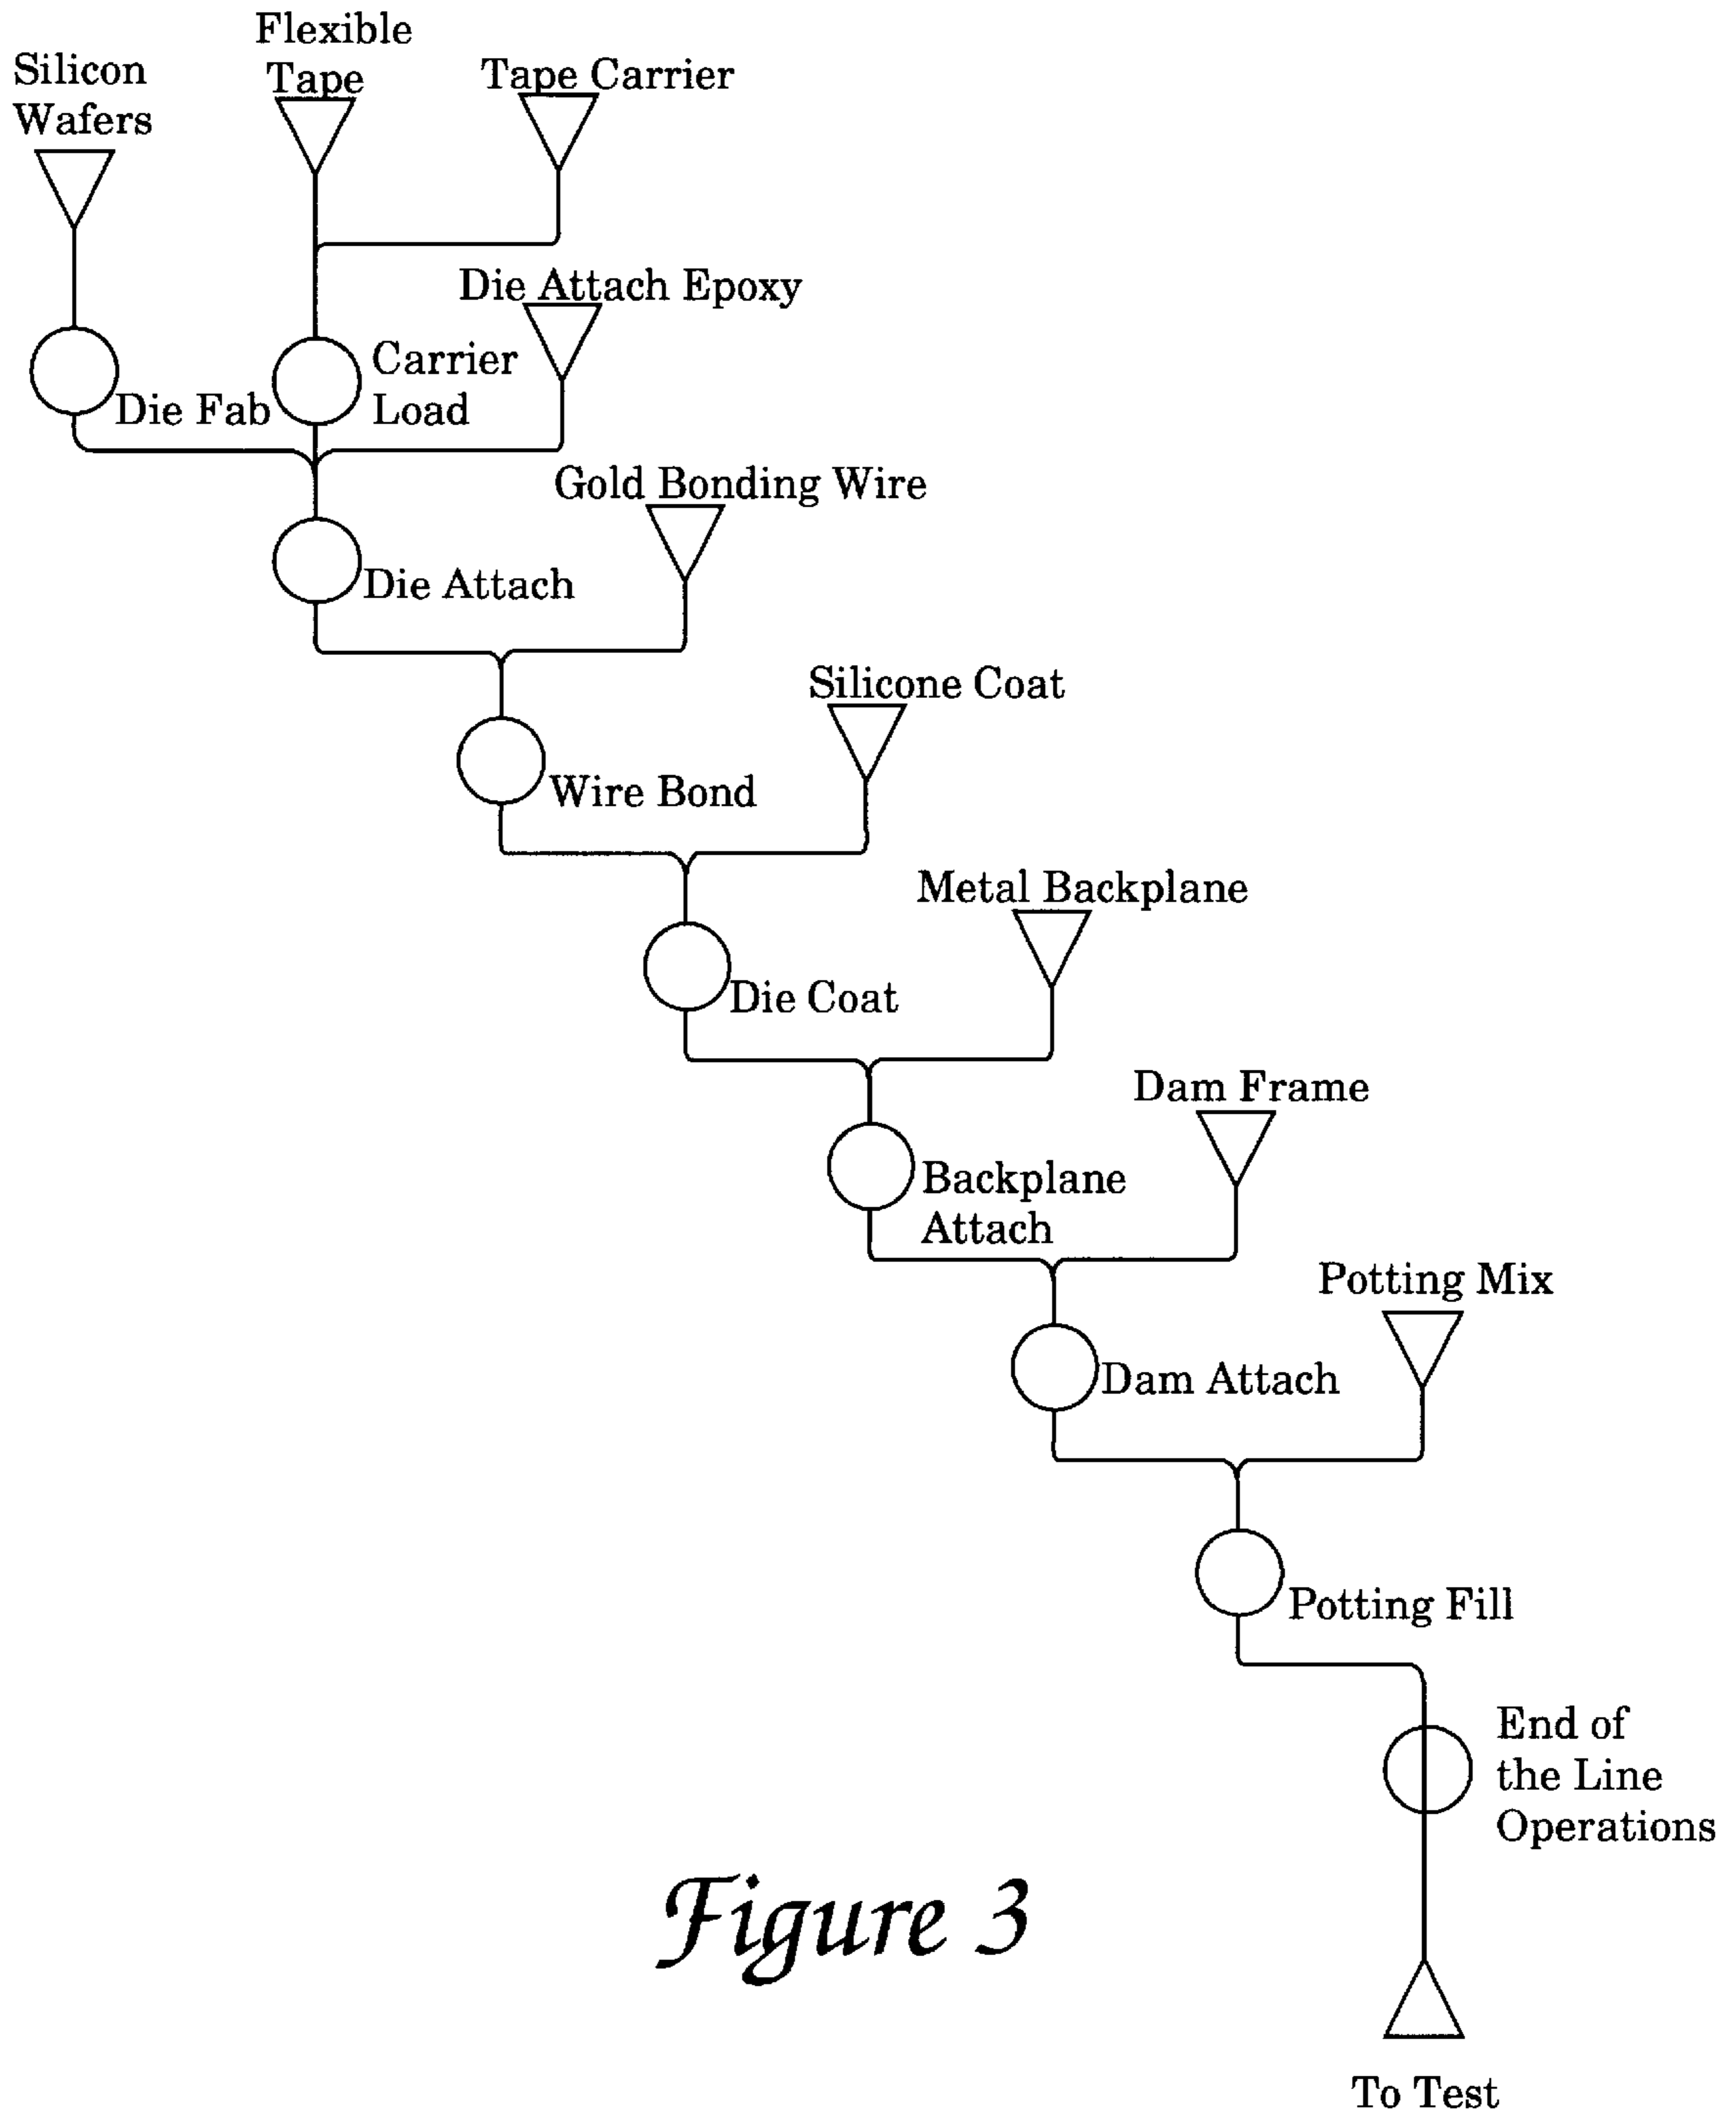 Flexible
Tape
Silicon
Wafers
Tape Carrier
Die Attach Epoxy
Carrier
Load
Die Fab
Gold Bonding Wire
Die Attach
Silicone Coat
Wire Bond
Metal Backplane
Die Coat
Dam Frame
Backplane
Attach
Potting Mix
Dam Attach
Potting Fill
End of
the Line
Operations
Figure 3
To Test